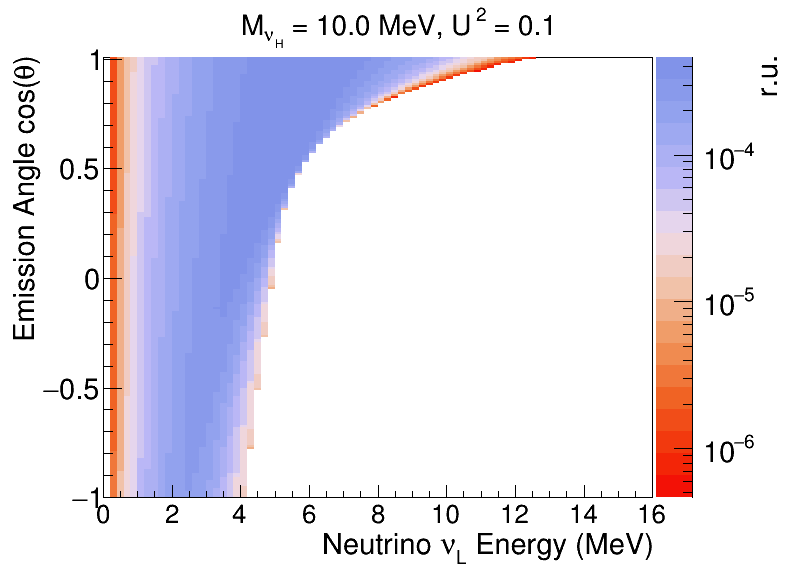 M_{ν_H} = 10.0 MeV, U² = 0.1
Emission Angle cos(θ)
1
0.5
0
−0.5
−1
0 2 4 6 8 10 12 14 16
Neutrino ν_L Energy (MeV)
r.u.
10⁻⁴
10⁻⁵
10⁻⁶